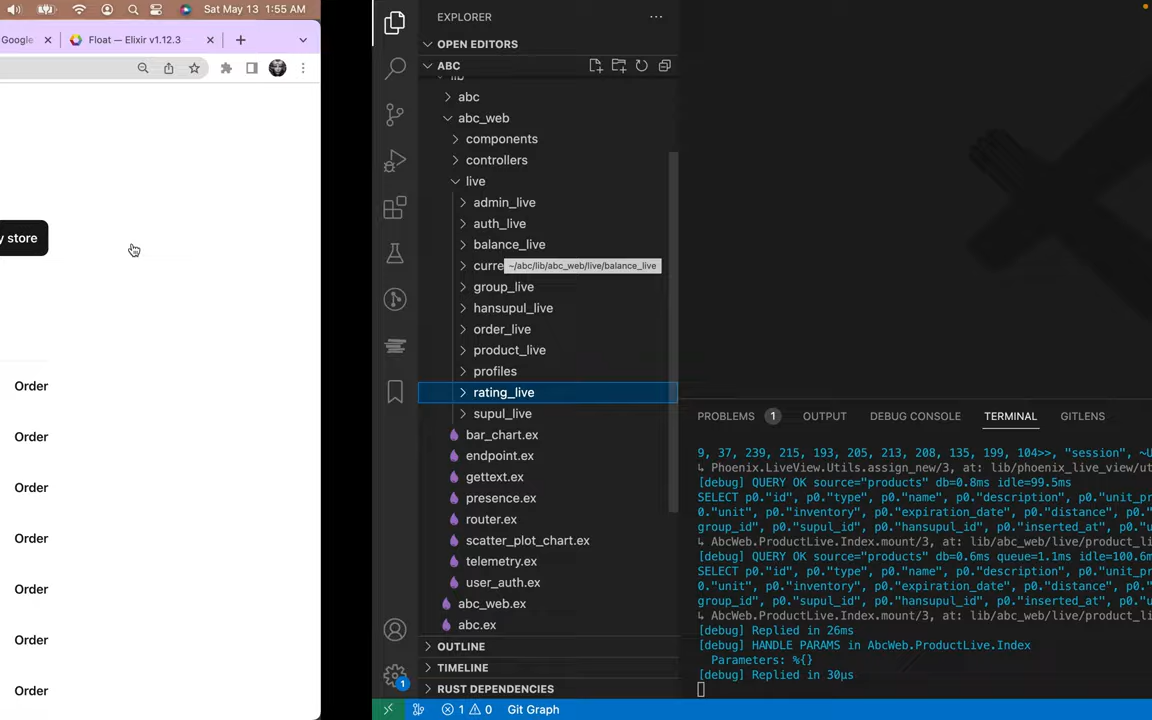 Sat May 13 1:55 AM
Google
Float — Elixir v1.12.3
y store
Order
Order
Order
Order
Order
Order
Order
EXPLORER
OPEN EDITORS
ABC
lib
abc
abc_web
components
controllers
live
admin_live
auth_live
balance_live
curre
~/abc/lib/abc_web/live/balance_live
group_live
hansupul_live
order_live
product_live
profiles
rating_live
supul_live
bar_chart.ex
endpoint.ex
gettext.ex
presence.ex
router.ex
scatter_plot_chart.ex
telemetry.ex
user_auth.ex
abc_web.ex
abc.ex
OUTLINE
TIMELINE
RUST DEPENDENCIES
1
1 0 Git Graph
PROBLEMS 1 OUTPUT DEBUG CONSOLE TERMINAL GITLENS
9, 37, 239, 215, 193, 205, 213, 208, 135, 199, 104>>, "session", ~U
↳ Phoenix.LiveView.Utils.assign_new/3, at: lib/phoenix_live_view/ut
[debug] QUERY OK source="products" db=0.8ms idle=99.5ms
SELECT p0."id", p0."type", p0."name", p0."description", p0."unit_pr
0."unit", p0."inventory", p0."expiration_date", p0."distance", p0."
group_id", p0."supul_id", p0."hansupul_id", p0."inserted_at", p0."u
↳ AbcWeb.ProductLive.Index.mount/3, at: lib/abc_web/live/product_li
[debug] QUERY OK source="products" db=0.6ms queue=1.1ms idle=100.6m
SELECT p0."id", p0."type", p0."name", p0."description", p0."unit_pr
0."unit", p0."inventory", p0."expiration_date", p0."distance", p0."
group_id", p0."supul_id", p0."hansupul_id", p0."inserted_at", p0."u
↳ AbcWeb.ProductLive.Index.mount/3, at: lib/abc_web/live/product_li
[debug] Replied in 26ms
[debug] HANDLE PARAMS in AbcWeb.ProductLive.Index
Parameters: %{}
[debug] Replied in 30µs